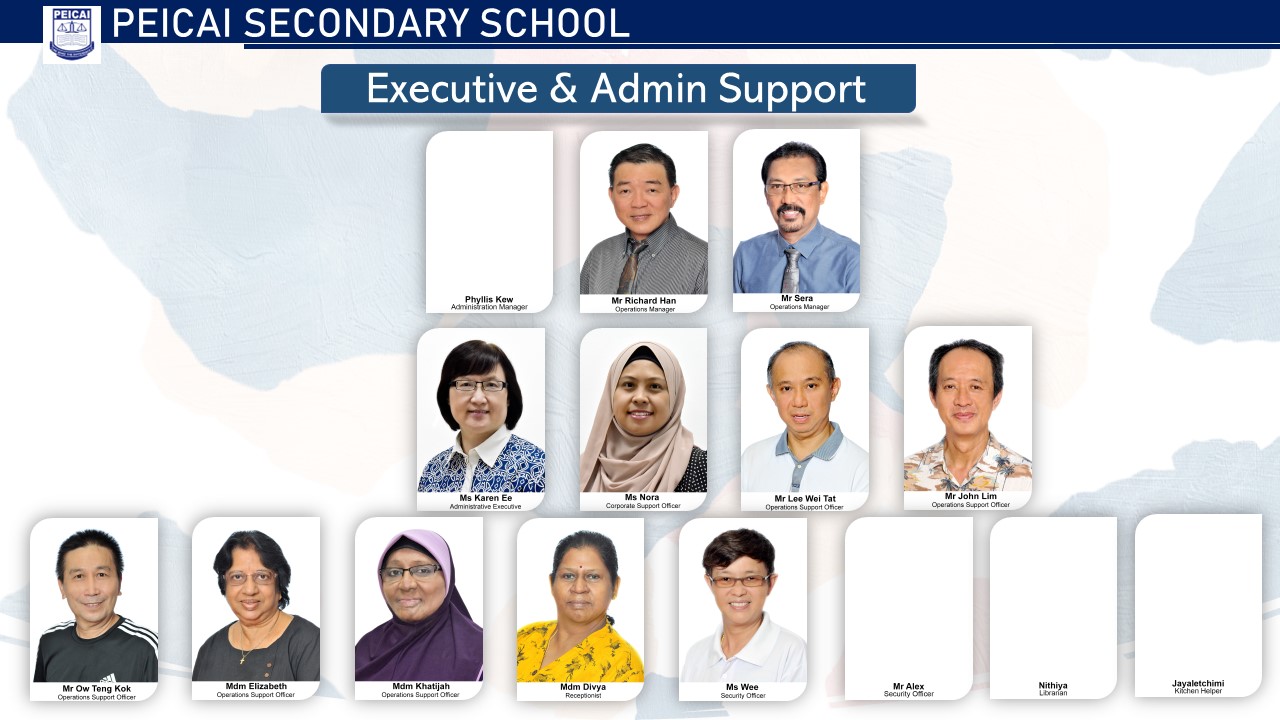 PEICAI
PEICAI SECONDARY SCHOOL
Executive & Admin Support
Phyllis Kew
Administration Manager
Mr Richard Han
Operations Manager
Mr Sera
Operations Manager
Ms Karen Ee
Administrative Executive
Ms Nora
Corporate Support Officer
Mr Lee Wei Tat
Operations Support Officer
Mr John Lim
Operations Support Officer
Mr Ow Teng Kok
Operations Support Officer
Mdm Elizabeth
Operations Support Officer
Mdm Khatijah
Operations Support Officer
Mdm Divya
Receptionist
Ms Wee
Security Officer
Mr Alex
Security Officer
Nithiya
Librarian
Jayaletchimi
Kitchen Helper
adidas